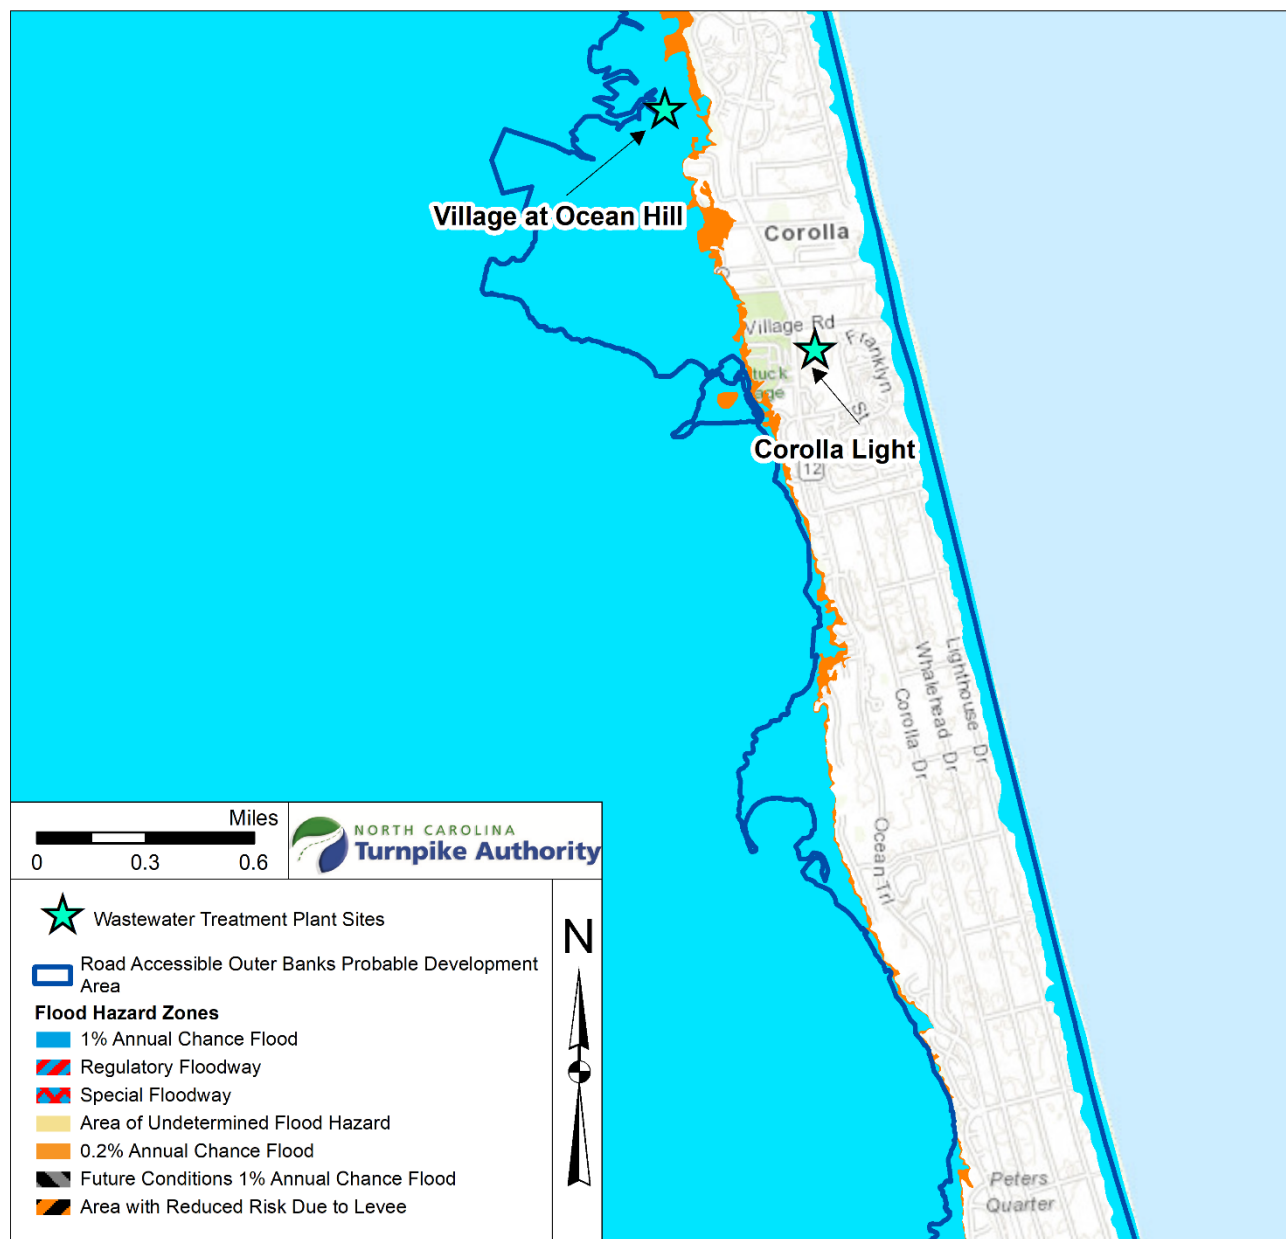 Village at Ocean Hill
Corolla
Village Rd
Franklyn
St
tuck
age
Corolla Light
12
Lighthouse Dr
Whalehead Dr
Corolla Dr
Ocean Trl
Peters
Quarter
Miles
0 0.3 0.6
NORTH CAROLINA
Turnpike Authority
N
Wastewater Treatment Plant Sites
Road Accessible Outer Banks Probable Development
Area
Flood Hazard Zones
1% Annual Chance Flood
Regulatory Floodway
Special Floodway
Area of Undetermined Flood Hazard
0.2% Annual Chance Flood
Future Conditions 1% Annual Chance Flood
Area with Reduced Risk Due to Levee